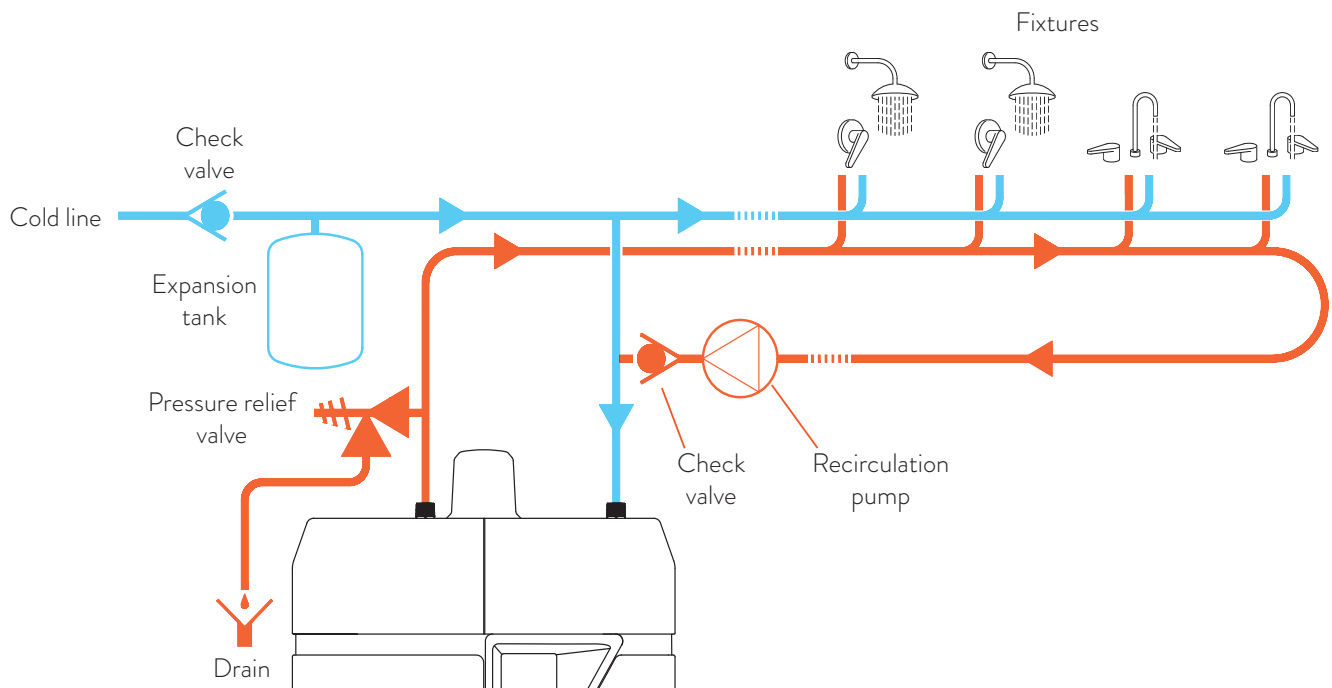 Fixtures
Check
valve
Cold line
Expansion
tank
Pressure relief
valve
Check
valve
Recirculation
pump
Drain